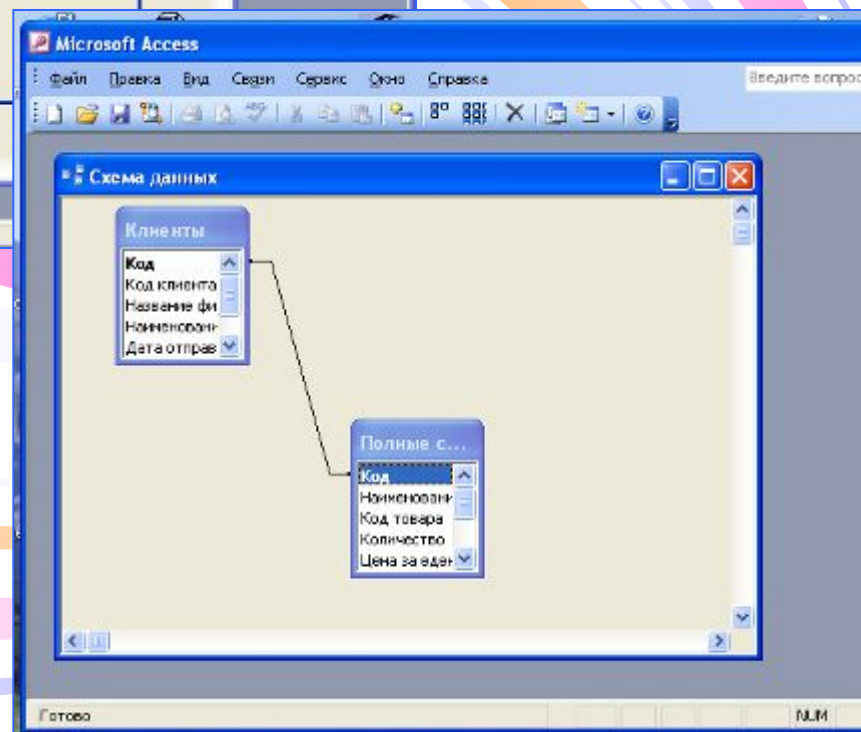 Microsoft Access
Файл Правка Вид Связи Сервис Окно Справка
Введите вопрос
Схема данных
Клиенты
Код
Код клиента
Название фи
Наименовани
Дата отправ
Полные с...
Код
Наименовани
Код товара
Количество
Цена за еден
Готово
NUM